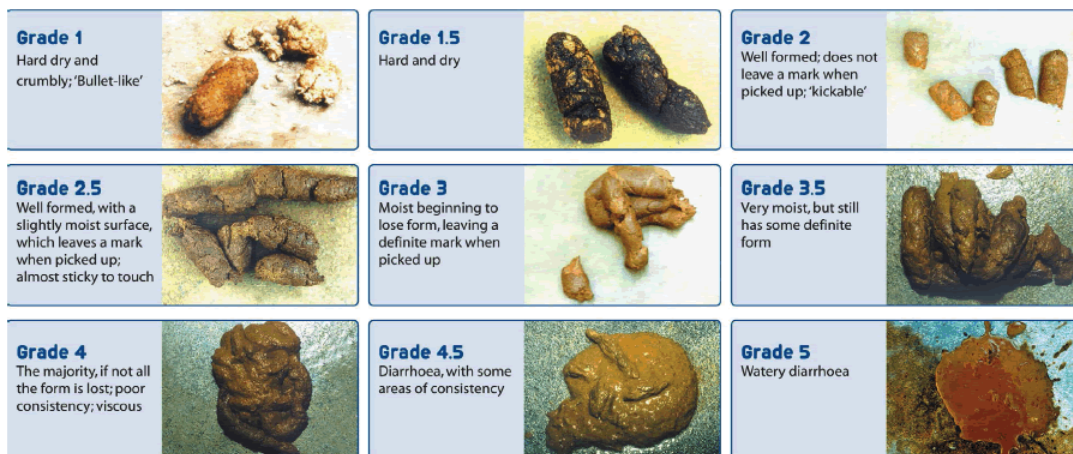 Grade 1
Hard dry and
crumbly; 'Bullet-like'
Grade 1.5
Hard and dry
Grade 2
Well formed; does not
leave a mark when
picked up; 'kickable'
Grade 2.5
Well formed, with a
slightly moist surface,
which leaves a mark
when picked up;
almost sticky to touch
Grade 3
Moist beginning to
lose form, leaving a
definite mark when
picked up
Grade 3.5
Very moist, but still
has some definite
form
Grade 4
The majority, if not all
the form is lost; poor
consistency; viscous
Grade 4.5
Diarrhoea, with some
areas of consistency
Grade 5
Watery diarrhoea